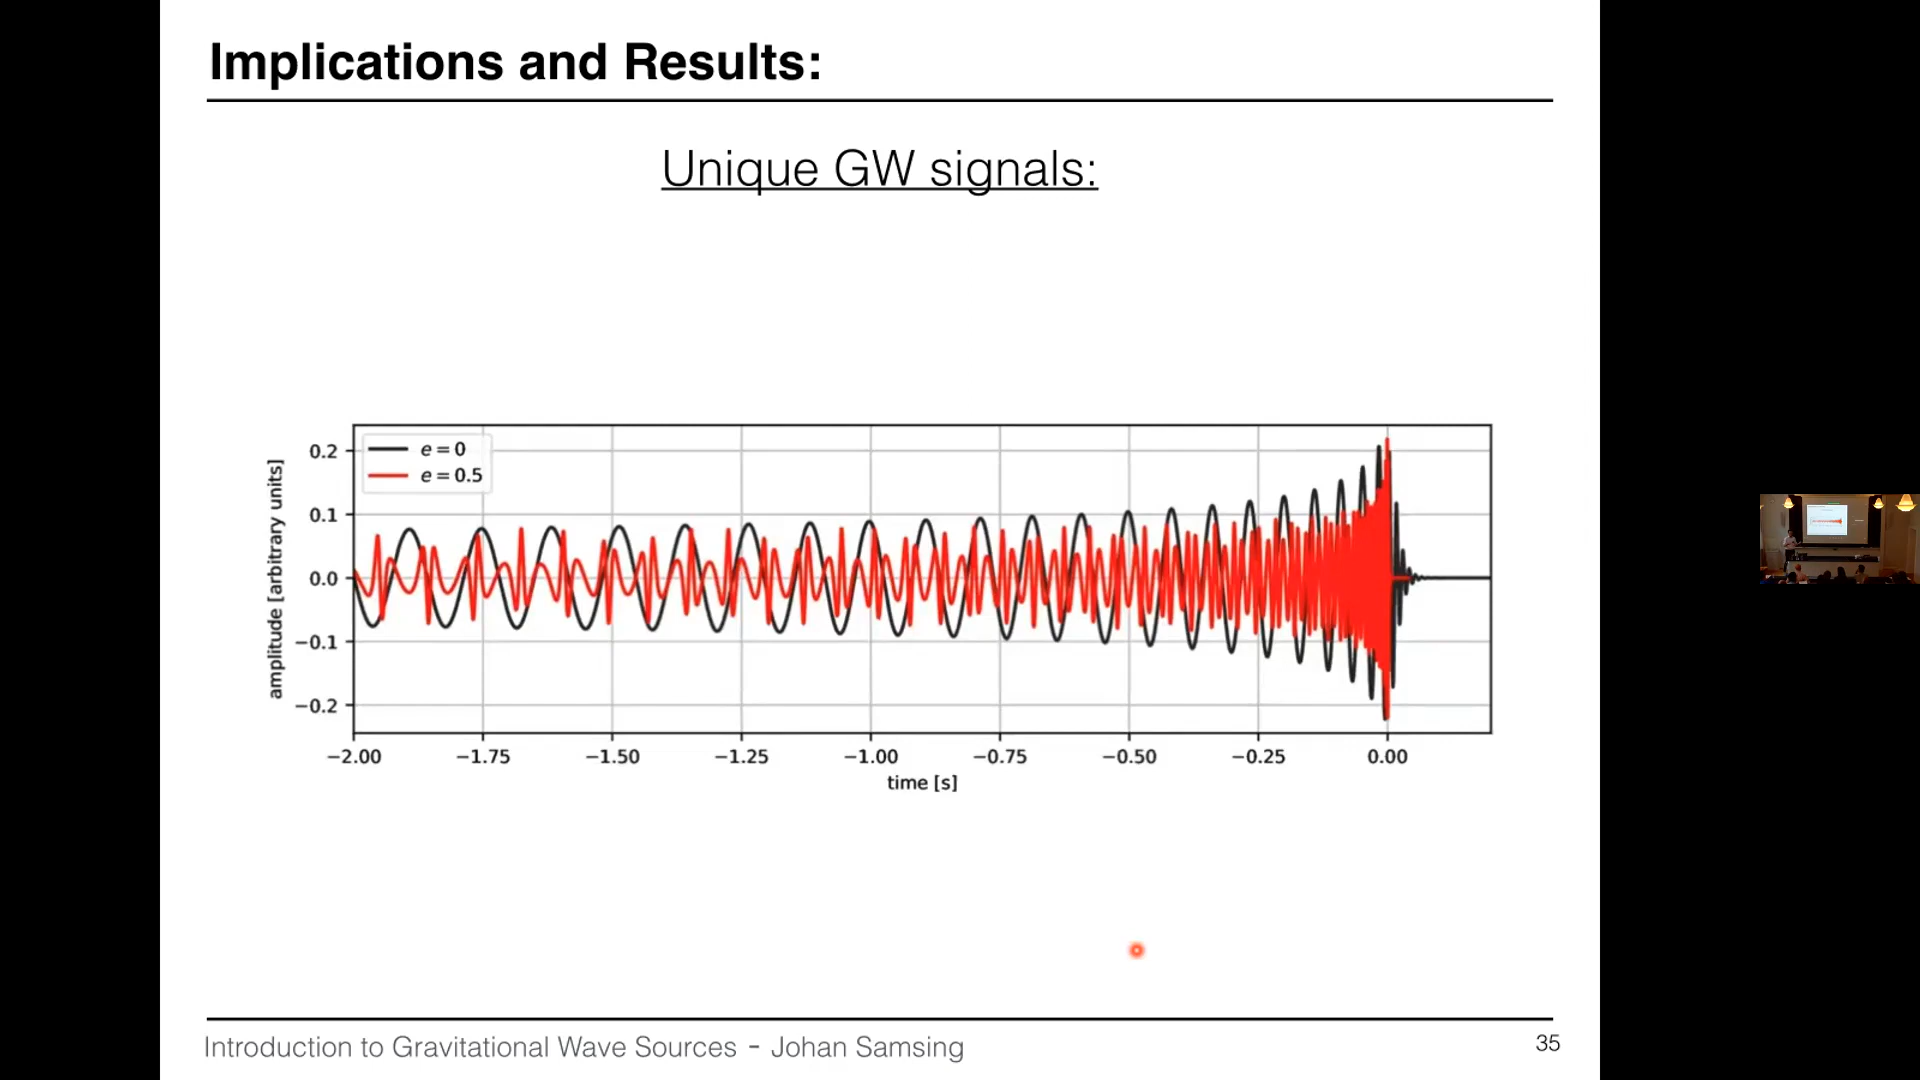 Implications and Results:
Unique GW signals:
e = 0
e = 0.5
0.2
0.1
0.0
−0.1
−0.2
amplitude [arbitrary units]
−2.00 −1.75 −1.50 −1.25 −1.00 −0.75 −0.50 −0.25 0.00
time [s]
Introduction to Gravitational Wave Sources - Johan Samsing 35